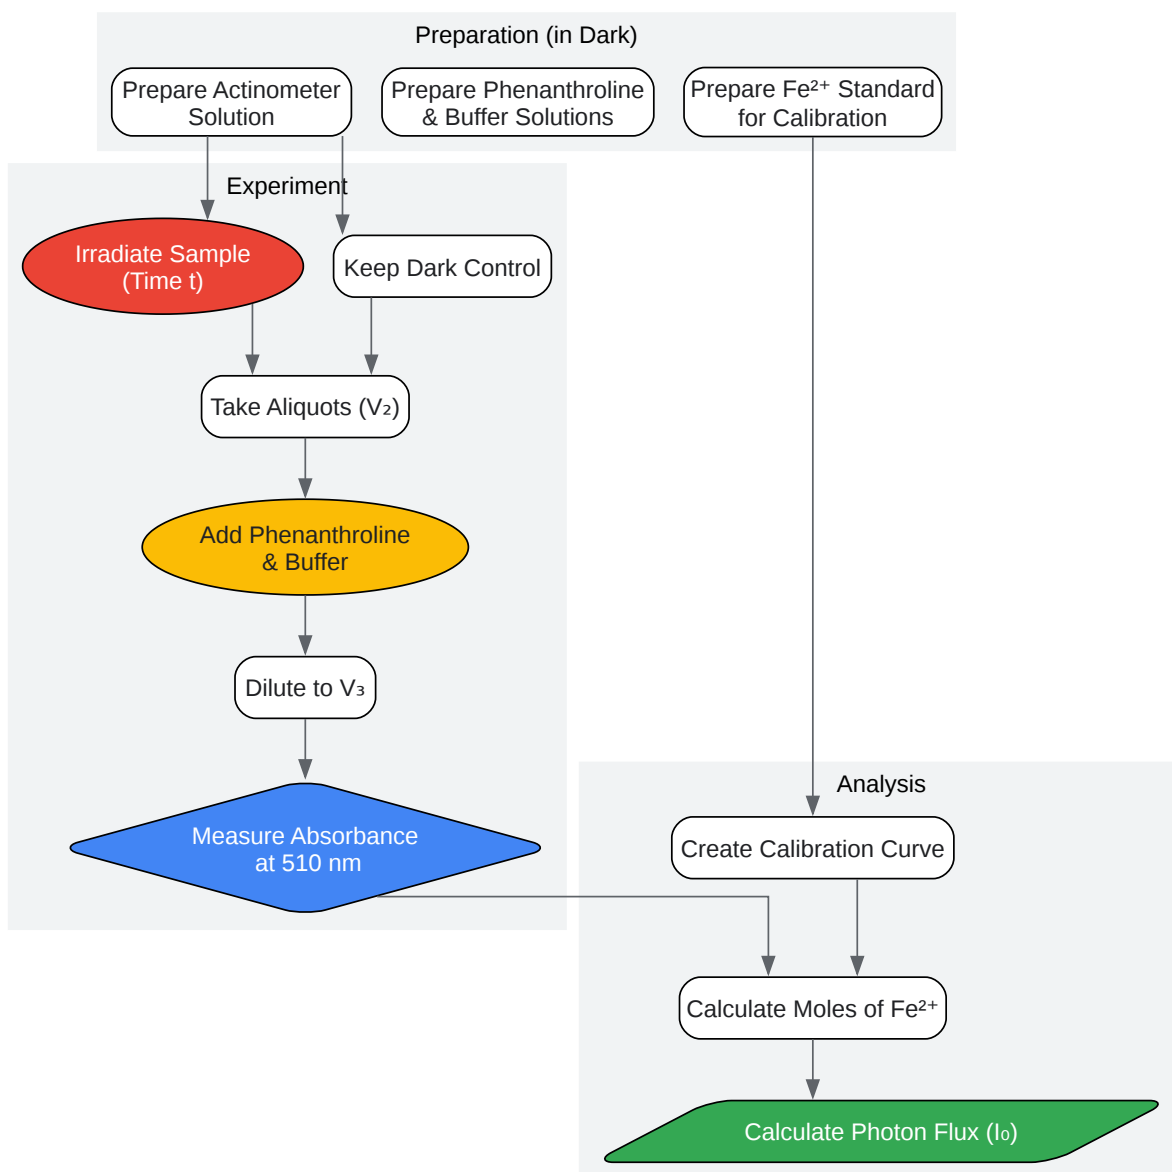 Preparation (in Dark)
Prepare Actinometer
Solution
Prepare Phenanthroline
& Buffer Solutions
Prepare Fe²⁺ Standard
for Calibration
Experiment
Irradiate Sample
(Time t)
Keep Dark Control
Take Aliquots (V₂)
Add Phenanthroline
& Buffer
Dilute to V₃
Measure Absorbance
at 510 nm
Analysis
Create Calibration Curve
Calculate Moles of Fe²⁺
Calculate Photon Flux (I₀)